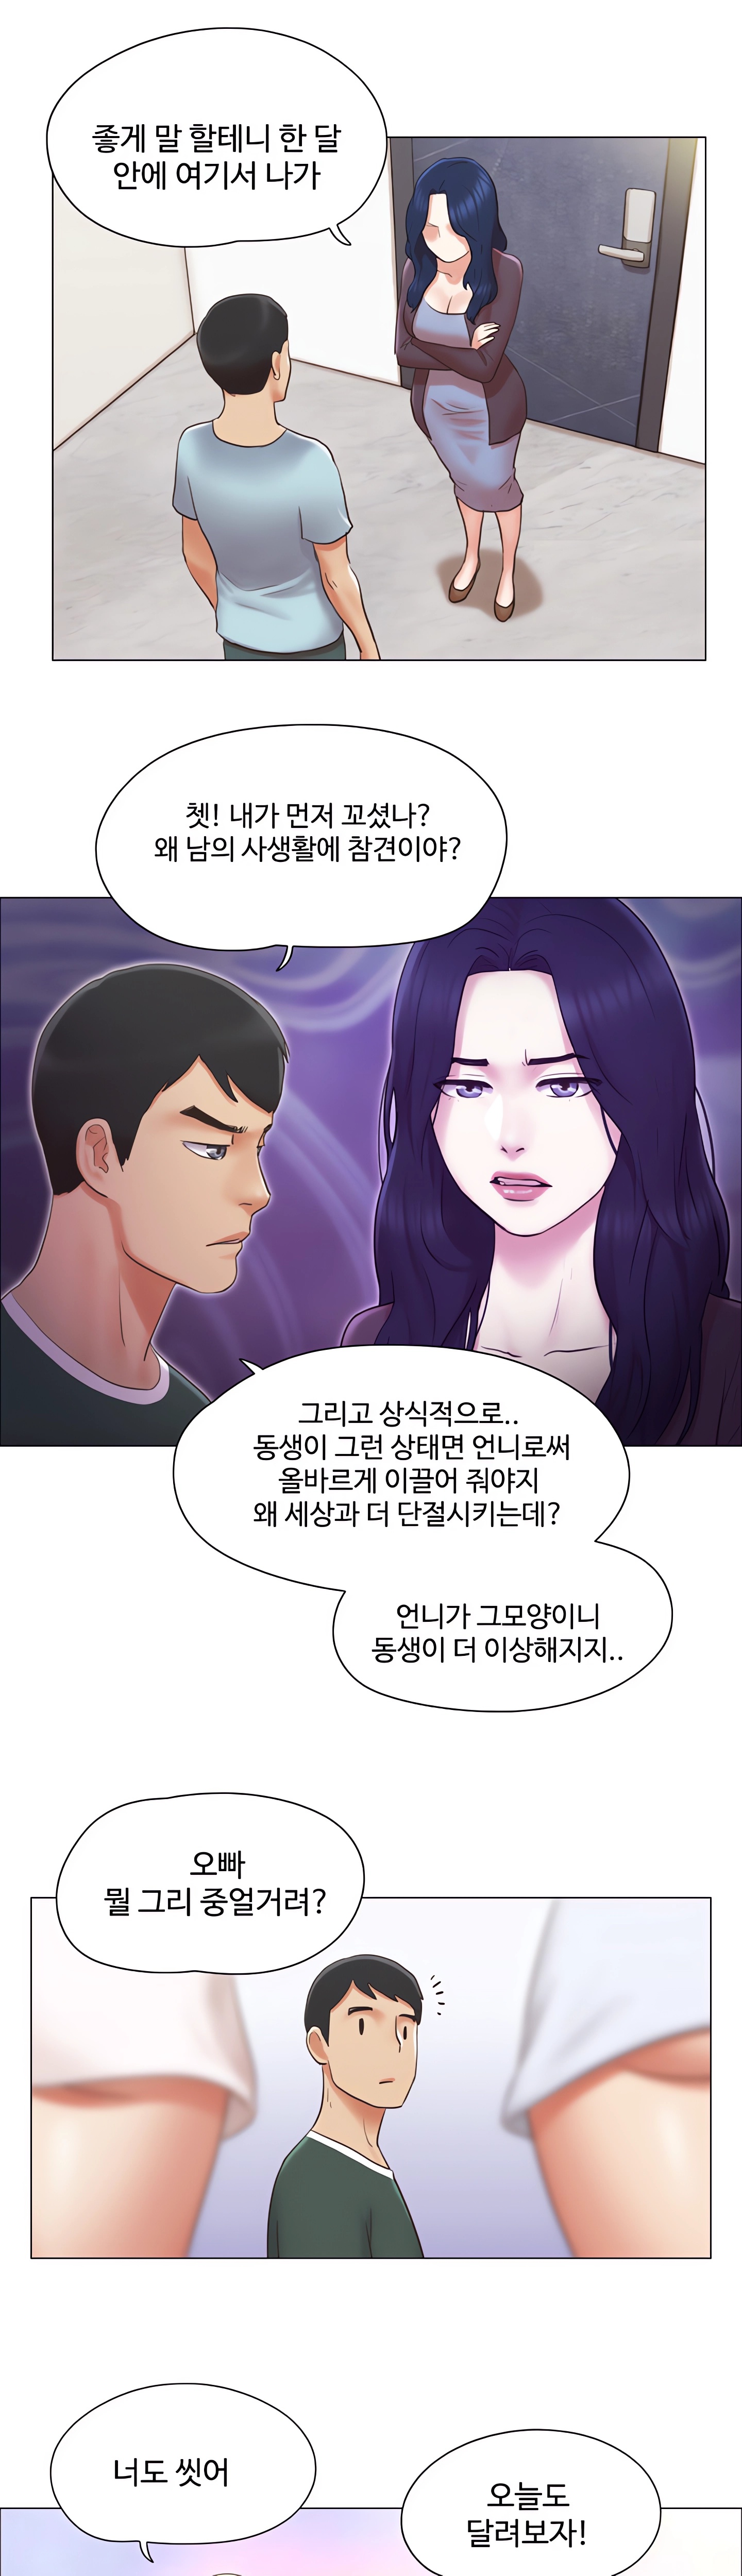 좋게 말 할테니 한 달
안에 여기서 나가
쳇! 내가 먼저 꼬셨나?
왜 남의 사생활에 참견이야?
그리고 상식적으로..
동생이 그런 상태면 언니로써
올바르게 이끌어 줘야지
왜 세상과 더 단절시키는데?
언니가 그모양이니
동생이 더 이상해지지..
오빠
뭘 그리 중얼거려?
너도 씻어
오늘도
달려보자!